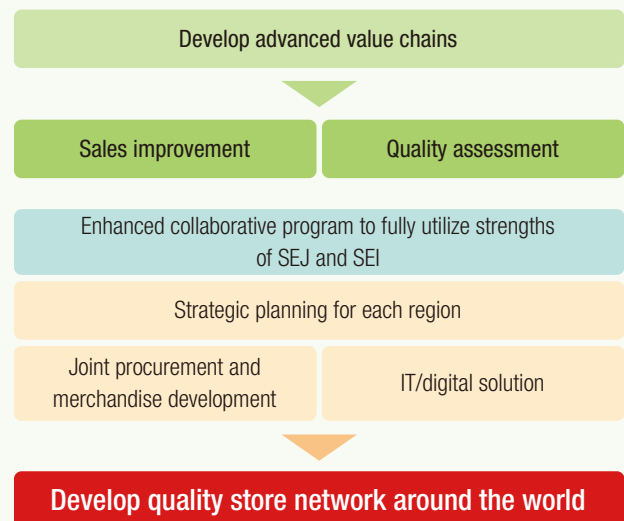 Develop advanced value chains
Sales improvement
Quality assessment
Enhanced collaborative program to fully utilize strengths
of SEJ and SEI
Strategic planning for each region
Joint procurement and
merchandise development
IT/digital solution
Develop quality store network around the world